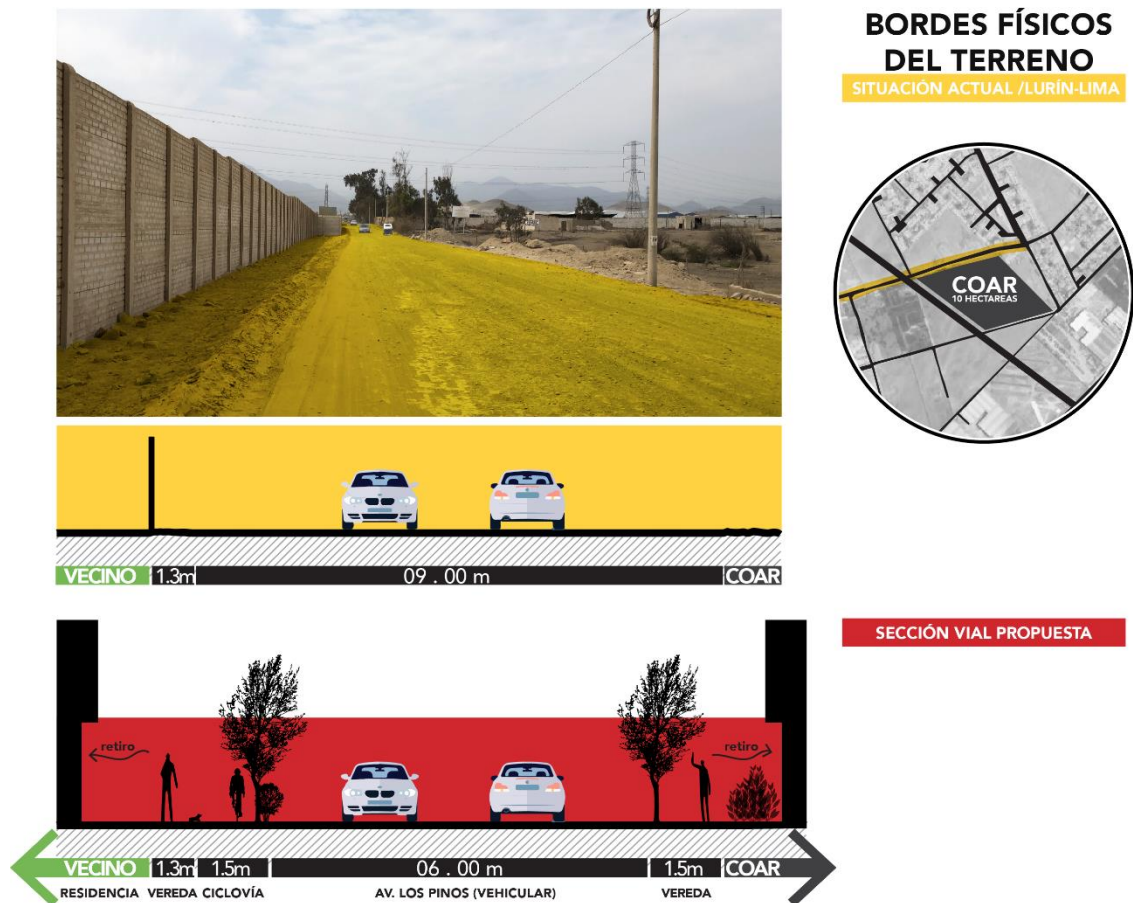 BORDES FÍSICOS
DEL TERRENO
SITUACIÓN ACTUAL /LURÍN-LIMA
COAR
10 HECTAREAS
VECINO 1.3m 09 . 00 m COAR
SECCIÓN VIAL PROPUESTA
retiro retiro
VECINO 1.3m 1.5m 06 . 00 m 1.5m COAR
RESIDENCIA VEREDA CICLOVÍA AV. LOS PINOS (VEHICULAR) VEREDA